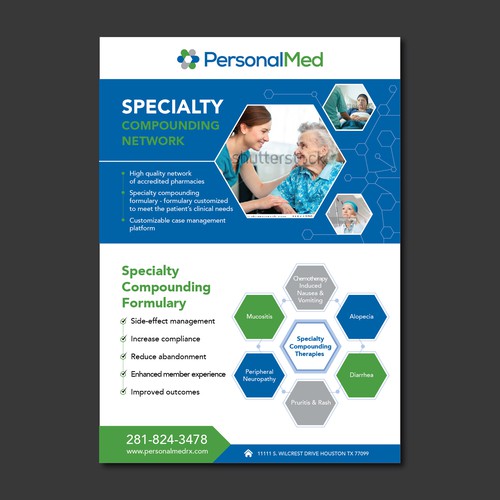 PersonalMed
SPECIALTY
COMPOUNDING
NETWORK
High quality network
of accredited pharmacies
Specialty compounding
formulary - formulary customized
to meet the patient's clinical needs
Customizable case management
platform
shutterstock
Specialty
Compounding
Formulary
Side-effect management
Increase compliance
Reduce abandonment
Enhanced member experience
Improved outcomes
Chemotherapy
Induced
Nausea &
Vomiting
Mucositis
Alopecia
Specialty
Compounding
Therapies
Peripheral
Neuropathy
Diarrhea
Pruritis & Rash
281-824-3478
www.personalmedrx.com
11111 S. WILCREST DRIVE HOUSTON TX 77099